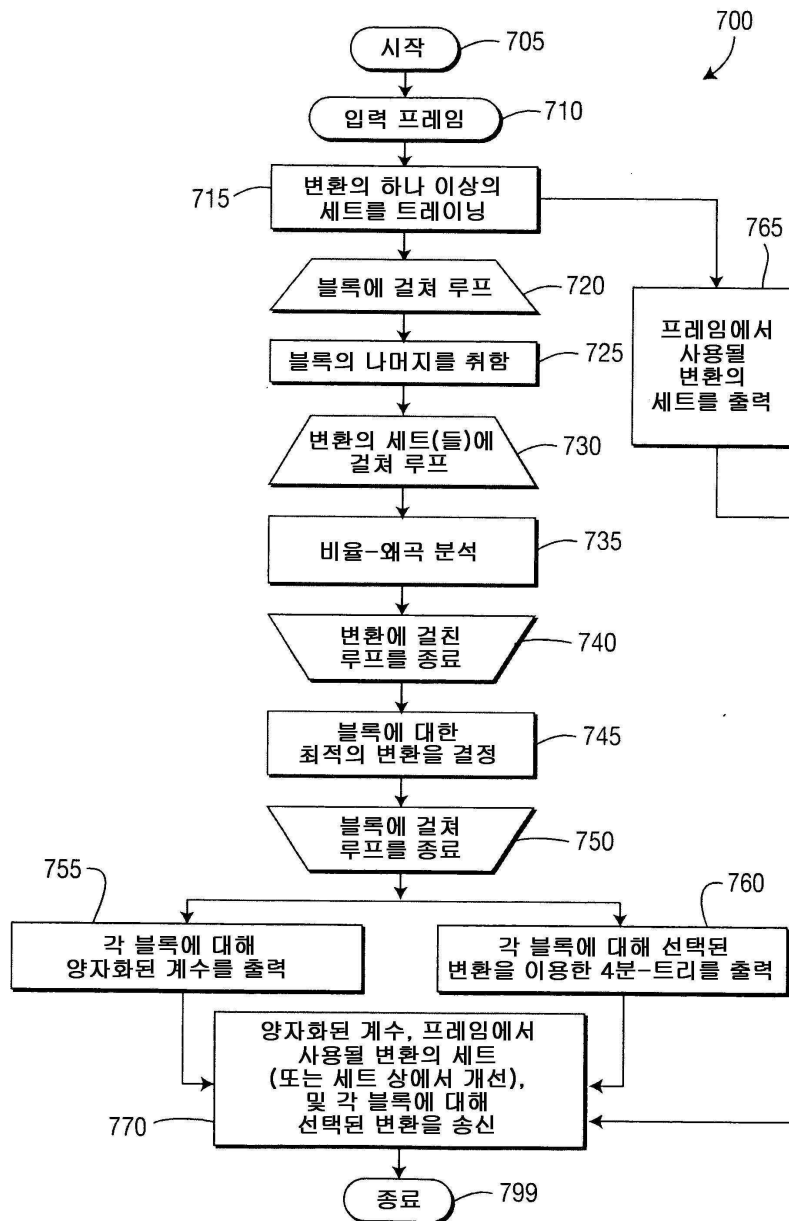 700
시작
705
입력 프레임
710
715
변환의 하나 이상의
세트를 트레이닝
765
프레임에서
사용될
변환의
세트를 출력
블록에 걸쳐 루프
720
블록의 나머지를 취함
725
변환의 세트(들)에
걸쳐 루프
730
비율-왜곡 분석
735
변환에 걸친
루프를 종료
740
블록에 대한
최적의 변환을 결정
745
블록에 걸쳐
루프를 종료
750
755
각 블록에 대해
양자화된 계수를 출력
760
각 블록에 대해 선택된
변환을 이용한 4분-트리를 출력
양자화된 계수, 프레임에서
사용될 변환의 세트
(또는 세트 상에서 개선),
및 각 블록에 대해
선택된 변환을 송신
770
종료
799